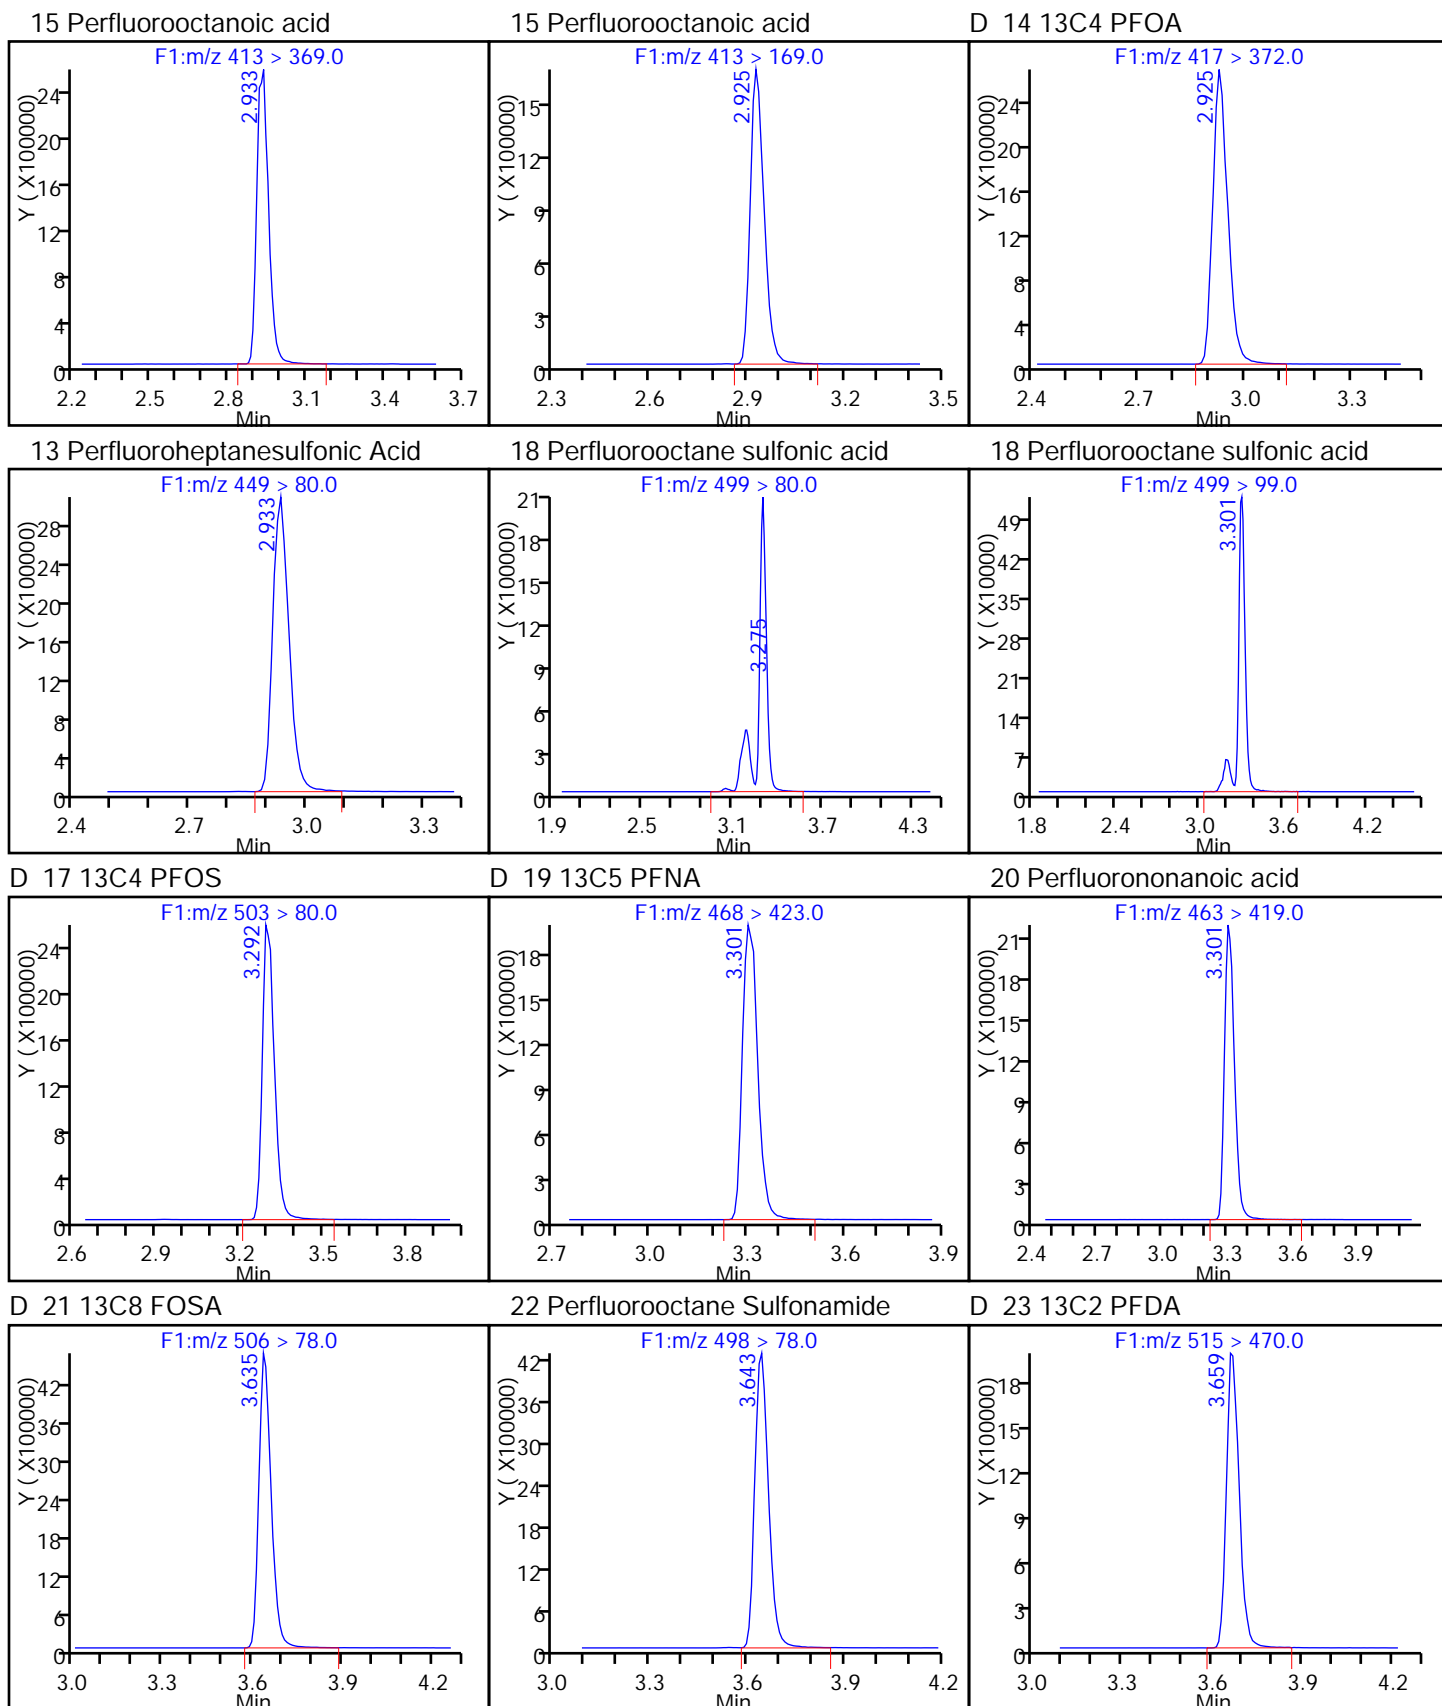 15 Perfluorooctanoic acid
F1:m/z 413 > 369.0
2.933
Y ( X100000)
24
20
16
12
8
4
0
2.2 2.5 2.8 3.1 3.4 3.7
Min
15 Perfluorooctanoic acid
F1:m/z 413 > 169.0
2.925
Y ( X100000)
15
12
9
6
3
0
2.3 2.6 2.9 3.2 3.5
Min
D 14 13C4 PFOA
F1:m/z 417 > 372.0
2.925
Y ( X100000)
24
20
16
12
8
4
0
2.4 2.7 3.0 3.3
Min
13 Perfluoroheptanesulfonic Acid
F1:m/z 449 > 80.0
2.933
Y ( X100000)
28
24
20
16
12
8
4
0
2.4 2.7 3.0 3.3
Min
18 Perfluorooctane sulfonic acid
F1:m/z 499 > 80.0
3.275
Y ( X100000)
21
18
15
12
9
6
3
0
1.9 2.5 3.1 3.7 4.3
Min
18 Perfluorooctane sulfonic acid
F1:m/z 499 > 99.0
3.301
Y ( X100000)
49
42
35
28
21
14
7
0
1.8 2.4 3.0 3.6 4.2
Min
D 17 13C4 PFOS
F1:m/z 503 > 80.0
3.292
Y ( X100000)
24
20
16
12
8
4
0
2.6 2.9 3.2 3.5 3.8
Min
D 19 13C5 PFNA
F1:m/z 468 > 423.0
3.301
Y ( X100000)
18
15
12
9
6
3
0
2.7 3.0 3.3 3.6 3.9
Min
20 Perfluorononanoic acid
F1:m/z 463 > 419.0
3.301
Y ( X100000)
21
18
15
12
9
6
3
0
2.4 2.7 3.0 3.3 3.6 3.9
Min
D 21 13C8 FOSA
F1:m/z 506 > 78.0
3.635
Y ( X100000)
42
36
30
24
18
12
6
0
3.0 3.3 3.6 3.9 4.2
Min
22 Perfluorooctane Sulfonamide
F1:m/z 498 > 78.0
3.643
Y ( X100000)
42
36
30
24
18
12
6
0
3.0 3.3 3.6 3.9 4.2
Min
D 23 13C2 PFDA
F1:m/z 515 > 470.0
3.659
Y ( X100000)
18
15
12
9
6
3
0
3.0 3.3 3.6 3.9 4.2
Min